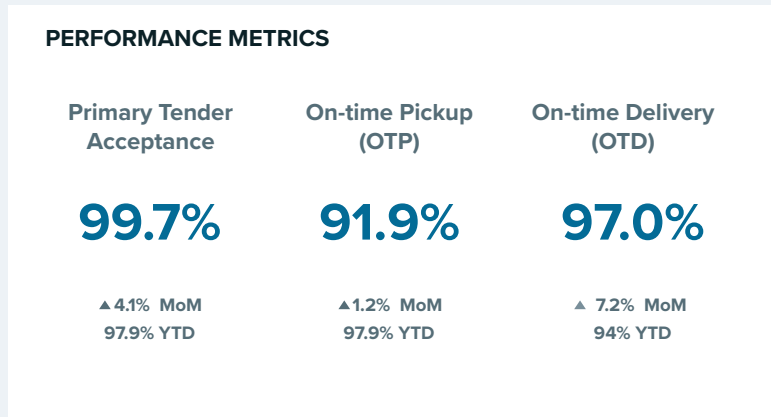 PERFORMANCE METRICS
Primary Tender
Acceptance
99.7%
▲4.1% MoM
97.9% YTD
On-time Pickup
(OTP)
91.9%
▲1.2% MoM
97.9% YTD
On-time Delivery
(OTD)
97.0%
▲ 7.2% MoM
94% YTD